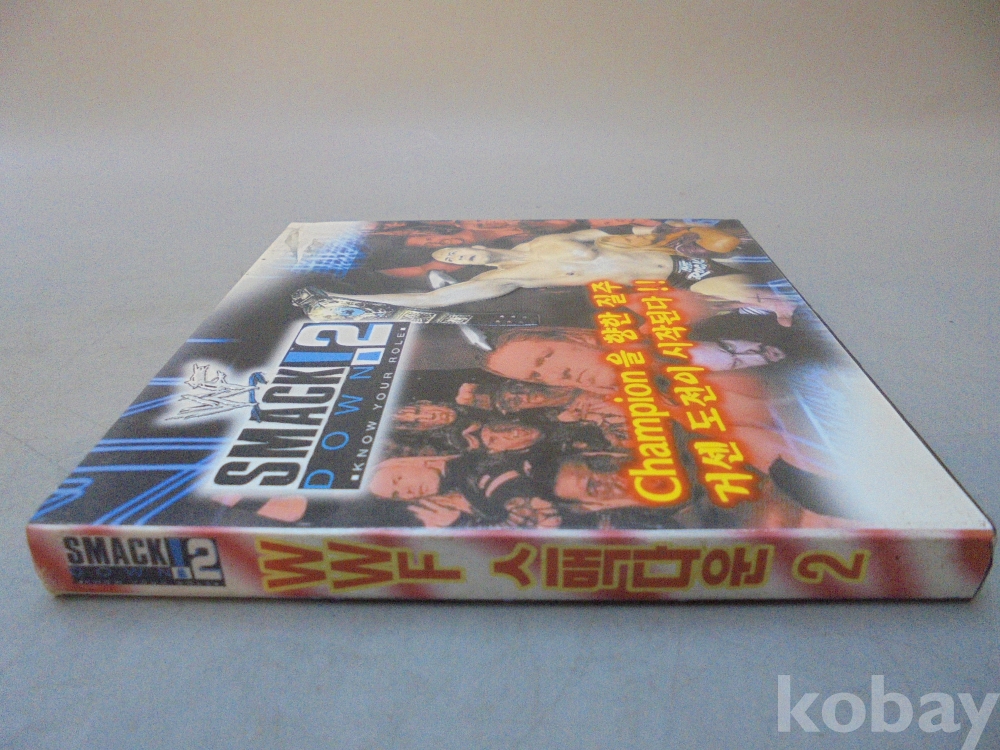 WF
SMACK!2
DOWN
KNOW YOUR ROLE
Champion을 향한 질주
거센 도전이 시작된다!!
SMACK!2
WWF 스맥다운 2
kobay